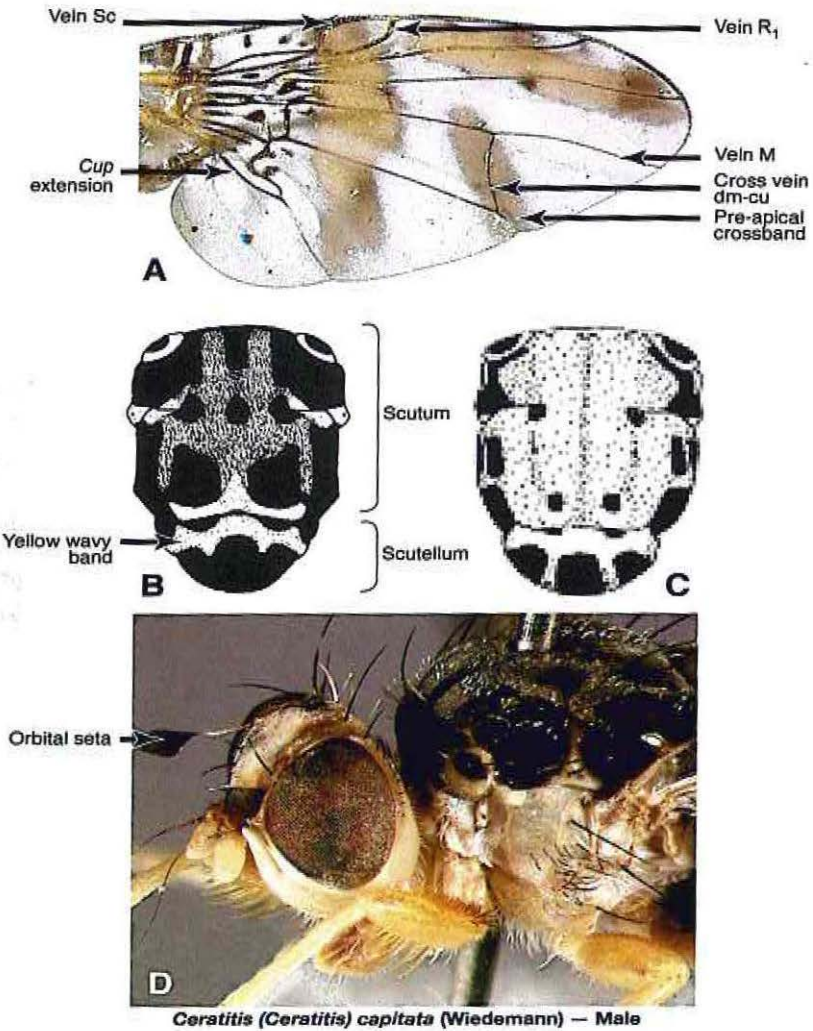 Vein Sc
Vein R1
Vein M
Cup
extension
Cross vein
dm-cu
Pre-apical
crossband
A
Scutum
Yellow wavy
band
Scutellum
B
C
Orbital seta
D
Ceratitis (Ceratitis) capitata (Wiedemann) — Male